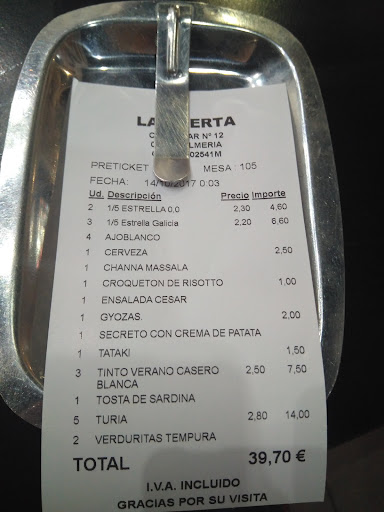 LA
C
AR Nº 12
ALMERIA
02541M
PRETICKET MESA : 105
FECHA: 14/10/2017 0:03
Ud. Descripción Precio Importe
2 1/5 ESTRELLA 0,0 2,30 4,60
3 1/5 Estrella Galicia 2,20 6,60
4 AJOBLANCO
1 CERVEZA 2,50
1 CHANNA MASSALA
1 CROQUETON DE RISOTTO 1,00
1 ENSALADA CESAR
1 GYOZAS. 2,00
1 SECRETO CON CREMA DE PATATA
1 TATAKI 1,50
3 TINTO VERANO CASERO 2,50 7,50
BLANCA
1 TOSTA DE SARDINA
5 TURIA 2,80 14,00
2 VERDURITAS TEMPURA
TOTAL 39,70 €
I.V.A. INCLUIDO
GRACIAS POR SU VISITA